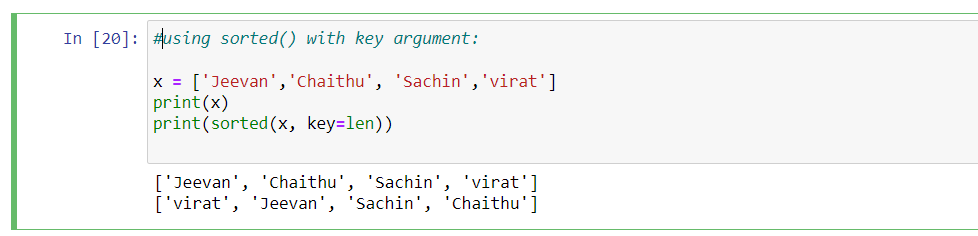 In [20]: #using sorted() with key argument:
x = ['Jeevan','Chaithu', 'Sachin','virat']
print(x)
print(sorted(x, key=len))
['Jeevan', 'Chaithu', 'Sachin', 'virat']
['virat', 'Jeevan', 'Sachin', 'Chaithu']